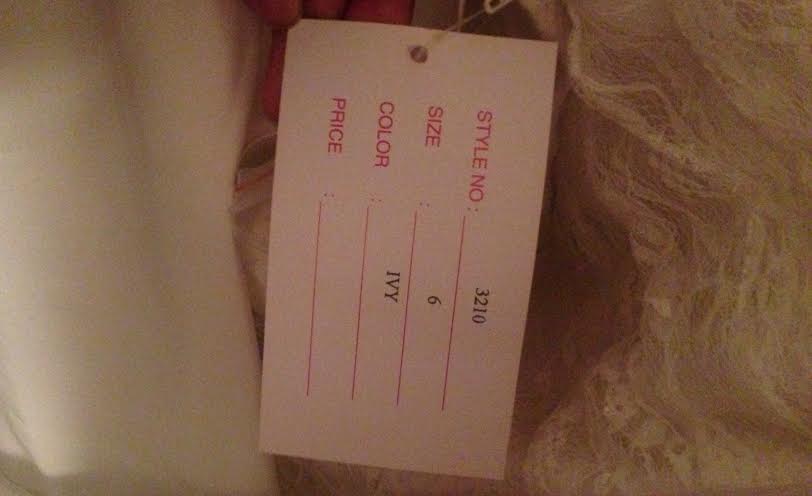 STYLE NO : 3210
SIZE : 6
COLOR : IVY
PRICE :